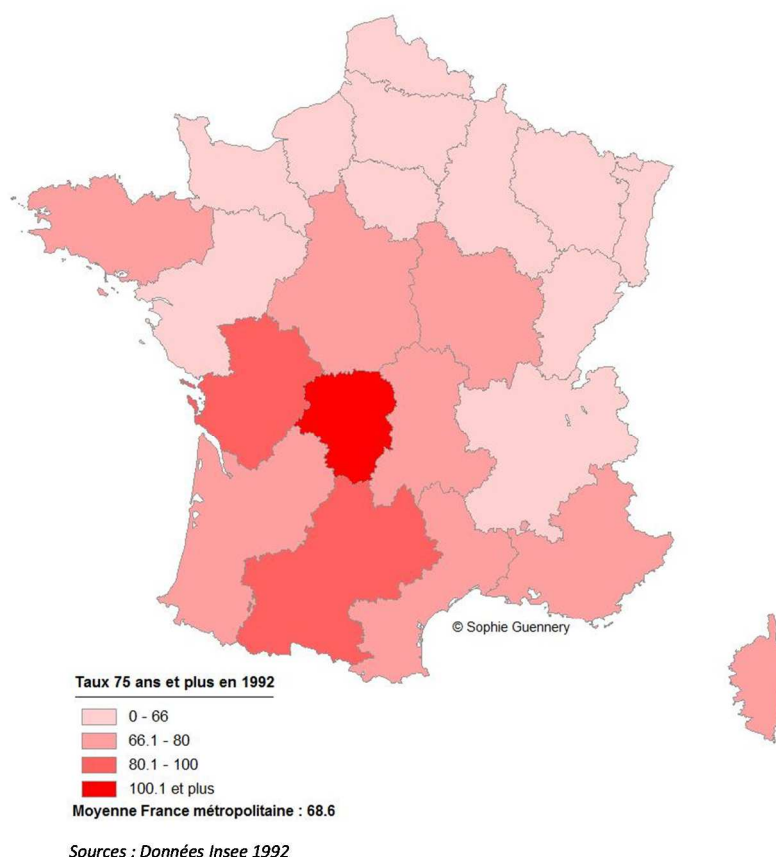 © Sophie Guennery
Taux 75 ans et plus en 1992
0 - 66
66.1 - 80
80.1 - 100
100.1 et plus
Moyenne France métropolitaine : 68.6
Sources : Données Insee 1992